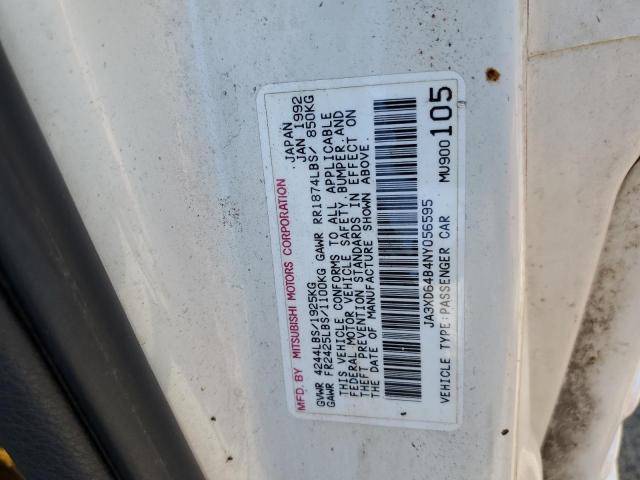 MFD. BY MITSUBISHI MOTORS CORPORATION JAPAN
JAN 1992
GVWR 4244LBS/1925KG
GAWR FR2425LBS/1100KG GAWR RR1874LBS/ 850KG
THIS VEHICLE CONFORMS TO ALL APPLICABLE
FEDERAL MOTOR VEHICLE SAFETY, BUMPER, AND
THEFT PREVENTION STANDARDS IN EFFECT ON
THE DATE OF MANUFACTURE SHOWN ABOVE.
JA3XD64B4NY056595
VEHICLE TYPE:PASSENGER CAR MU900 105